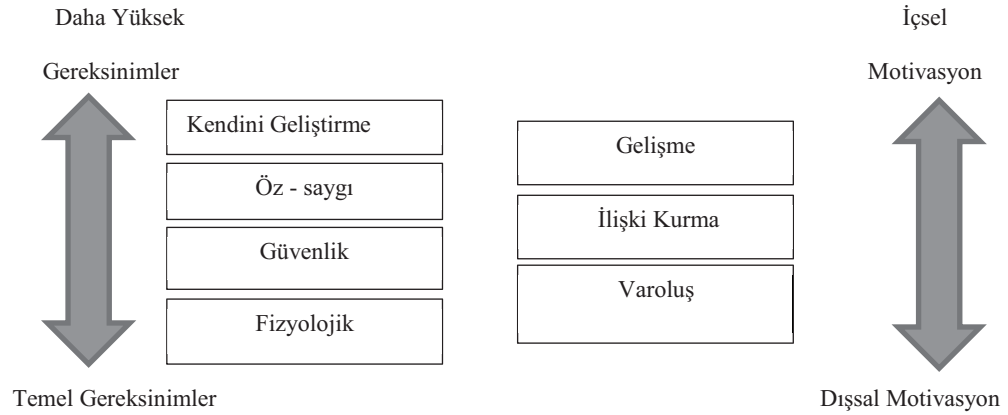 Daha Yüksek
Gereksinimler
İçsel
Motivasyon
Kendini Geliştirme
Öz - saygı
Güvenlik
Fizyolojik
Gelişme
İlişki Kurma
Varoluş
Temel Gereksinimler
Dışsal Motivasyon